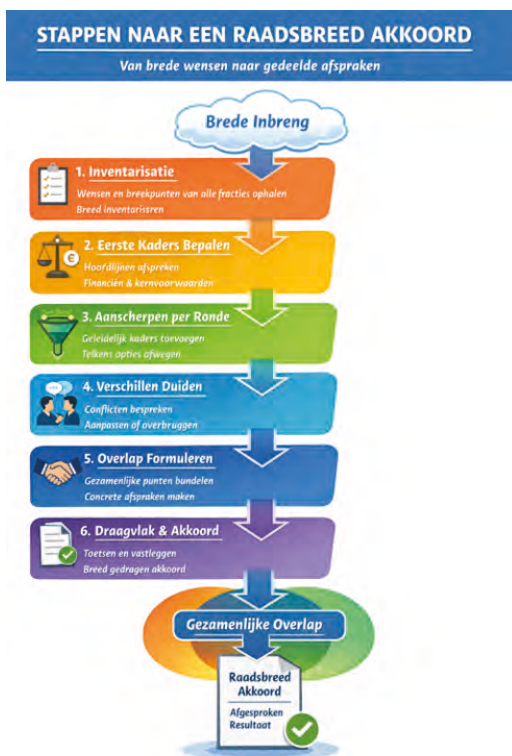 STAPPEN NAAR EEN RAADSBREED AKKOORD
Van brede wensen naar gedeelde afspraken
Brede Inbreng
1. Inventarisatie
Wensen en breekpunten van alle fracties ophalen
Breed inventarissren
2. Eerste Kaders Bepalen
€
Hoordlijnen afspreken
Financiën & kernvoorwaarden
3. Aanscherpen per Ronde
Geleidelijk kaders toevoegen
Telkens opties afwegen
4. Verschillen Duiden
Conflicten bespreken
Aanpassen of overbruggen
5. Overlap Formuleren
Gezamenlijke punten bundelen
Concrete afspraken maken
6. Draagvlak & Akkoord
Toetsen en vastleggen
Breed gedragen akkoord
Gezamenlijke Overlap
Raadsbreed
Akkoord
Afgesproken
Resultaat